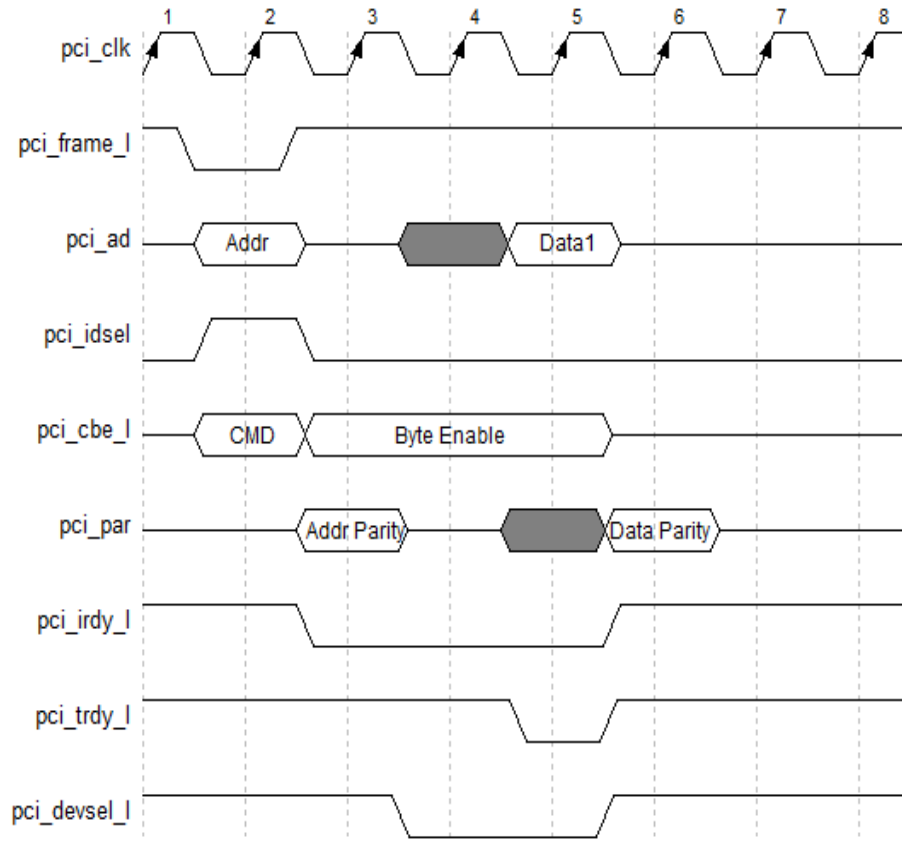 1 2 3 4 5 6 7 8
pci_clk
pci_frame_l
pci_ad Addr Data1
pci_idsel
pci_cbe_l CMD Byte Enable
pci_par Addr Parity Data Parity
pci_irdy_l
pci_trdy_l
pci_devsel_l